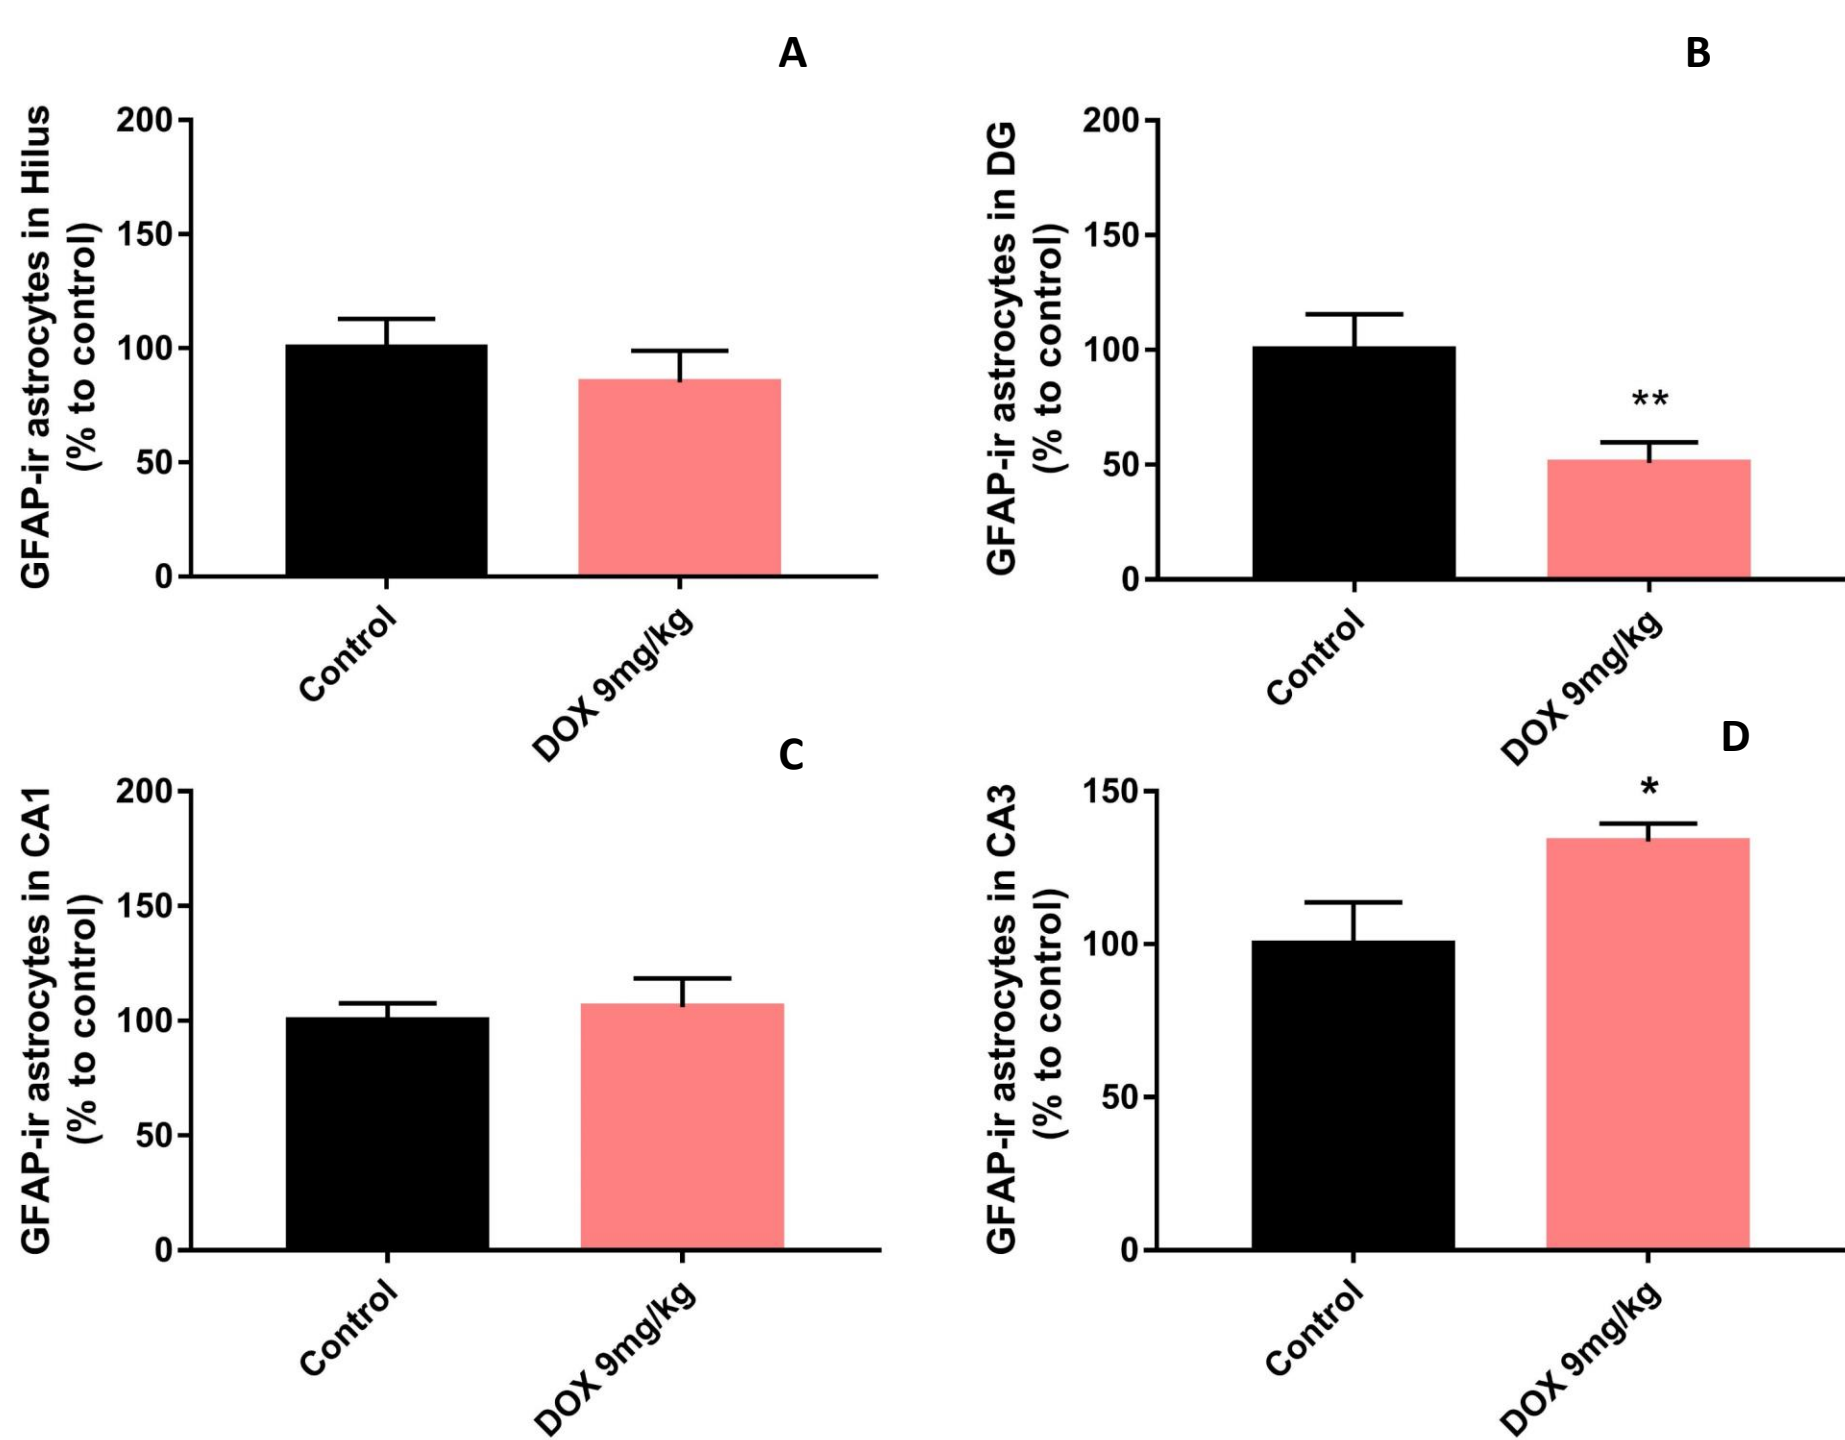 A
GFAP-ir astrocytes in Hilus
(% to control)
200
150
100
50
0
Control
DOX 9mg/kg
B
GFAP-ir astrocytes in DG
(% to control)
200
150
100
50
0
**
Control
DOX 9mg/kg
C
GFAP-ir astrocytes in CA1
(% to control)
200
150
100
50
0
Control
DOX 9mg/kg
D
GFAP-ir astrocytes in CA3
(% to control)
150
100
50
0
*
Control
DOX 9mg/kg